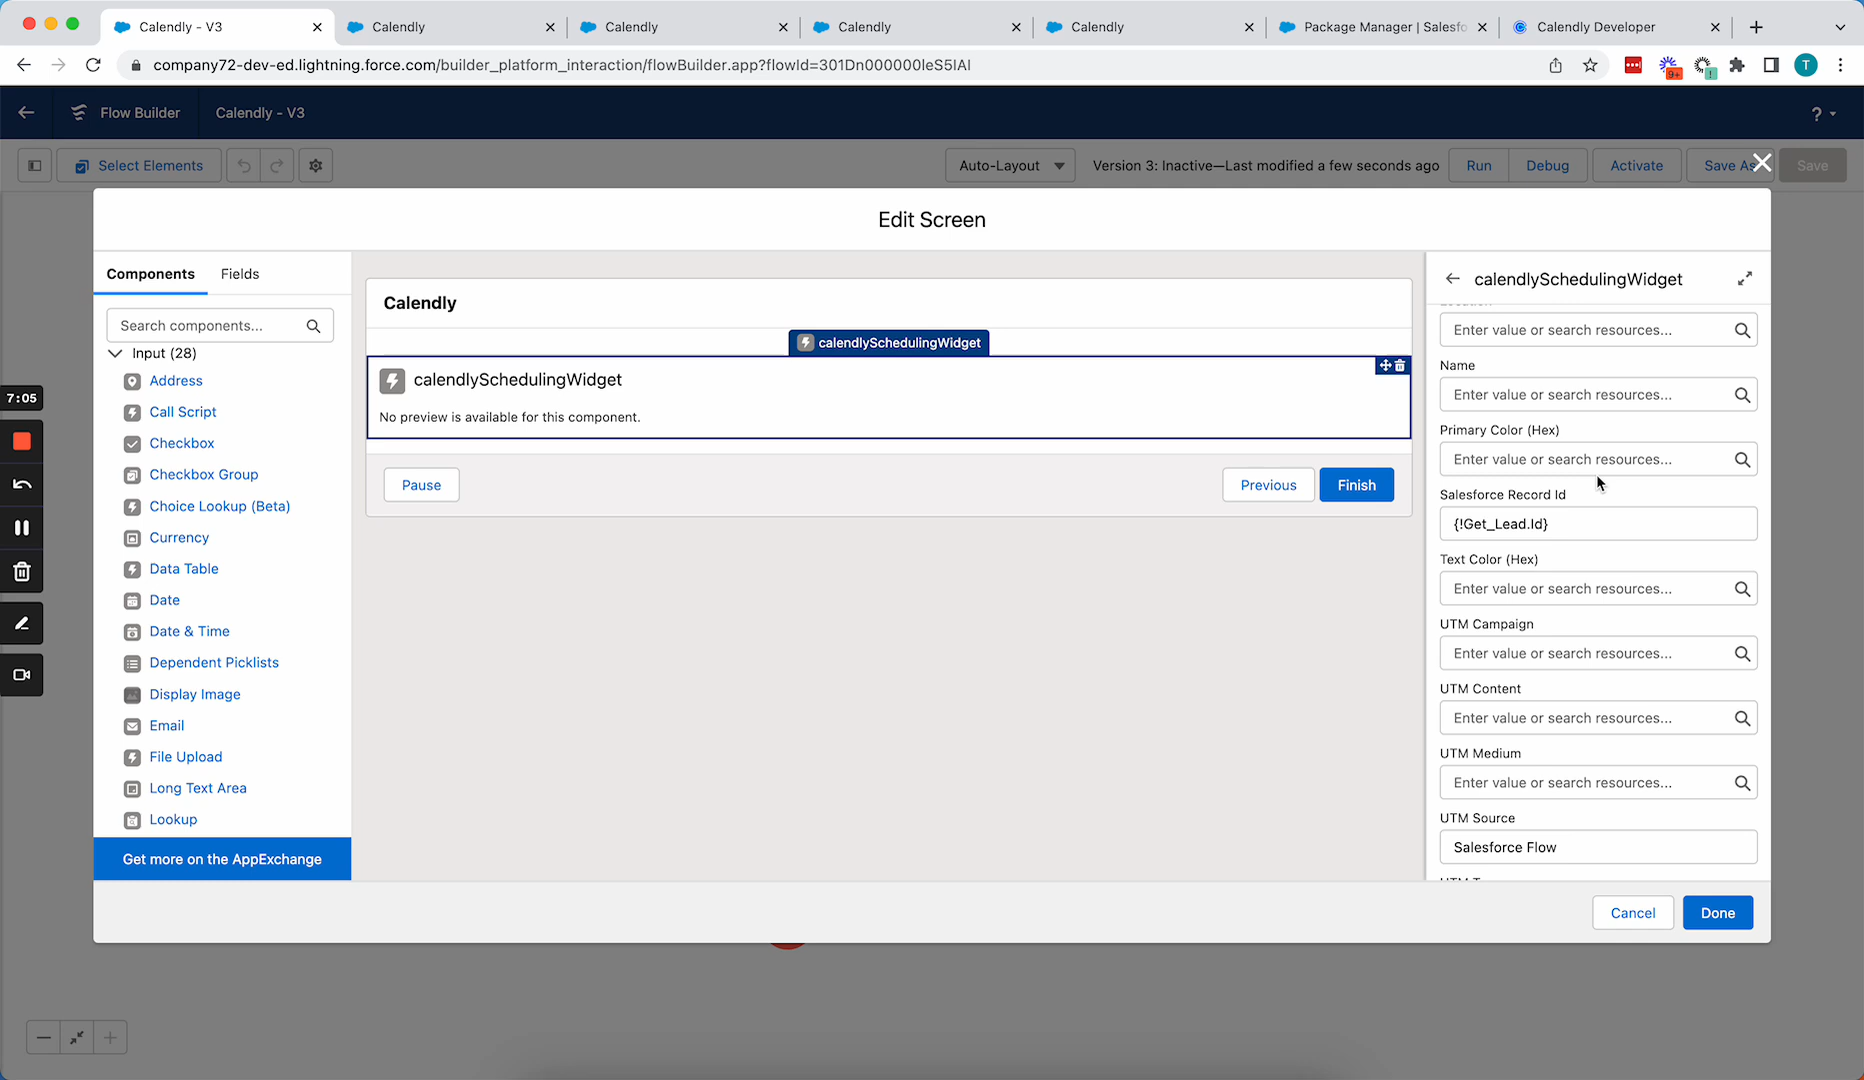 Calendly - V3
Calendly
Calendly
Calendly
Calendly
Package Manager | Salesfo
Calendly Developer
company72-dev-ed.lightning.force.com/builder_platform_interaction/flowBuilder.app?flowId=301Dn000000IeS5IAI
9+
T
Flow Builder
Calendly - V3
?
Select Elements
Auto-Layout
Version 3: Inactive—Last modified a few seconds ago
Run
Debug
Activate
Save As
Save
Edit Screen
Components
Fields
Search components...
Input (28)
Address
Call Script
Checkbox
Checkbox Group
Choice Lookup (Beta)
Currency
Data Table
Date
Date & Time
Dependent Picklists
Display Image
Email
File Upload
Long Text Area
Lookup
Get more on the AppExchange
7:05
Calendly
calendlySchedulingWidget
calendlySchedulingWidget
No preview is available for this component.
Pause
Previous
Finish
calendlySchedulingWidget
Location
Enter value or search resources...
Name
Enter value or search resources...
Primary Color (Hex)
Enter value or search resources...
Salesforce Record Id
{!Get_Lead.Id}
Text Color (Hex)
Enter value or search resources...
UTM Campaign
Enter value or search resources...
UTM Content
Enter value or search resources...
UTM Medium
Enter value or search resources...
UTM Source
Salesforce Flow
Cancel
Done